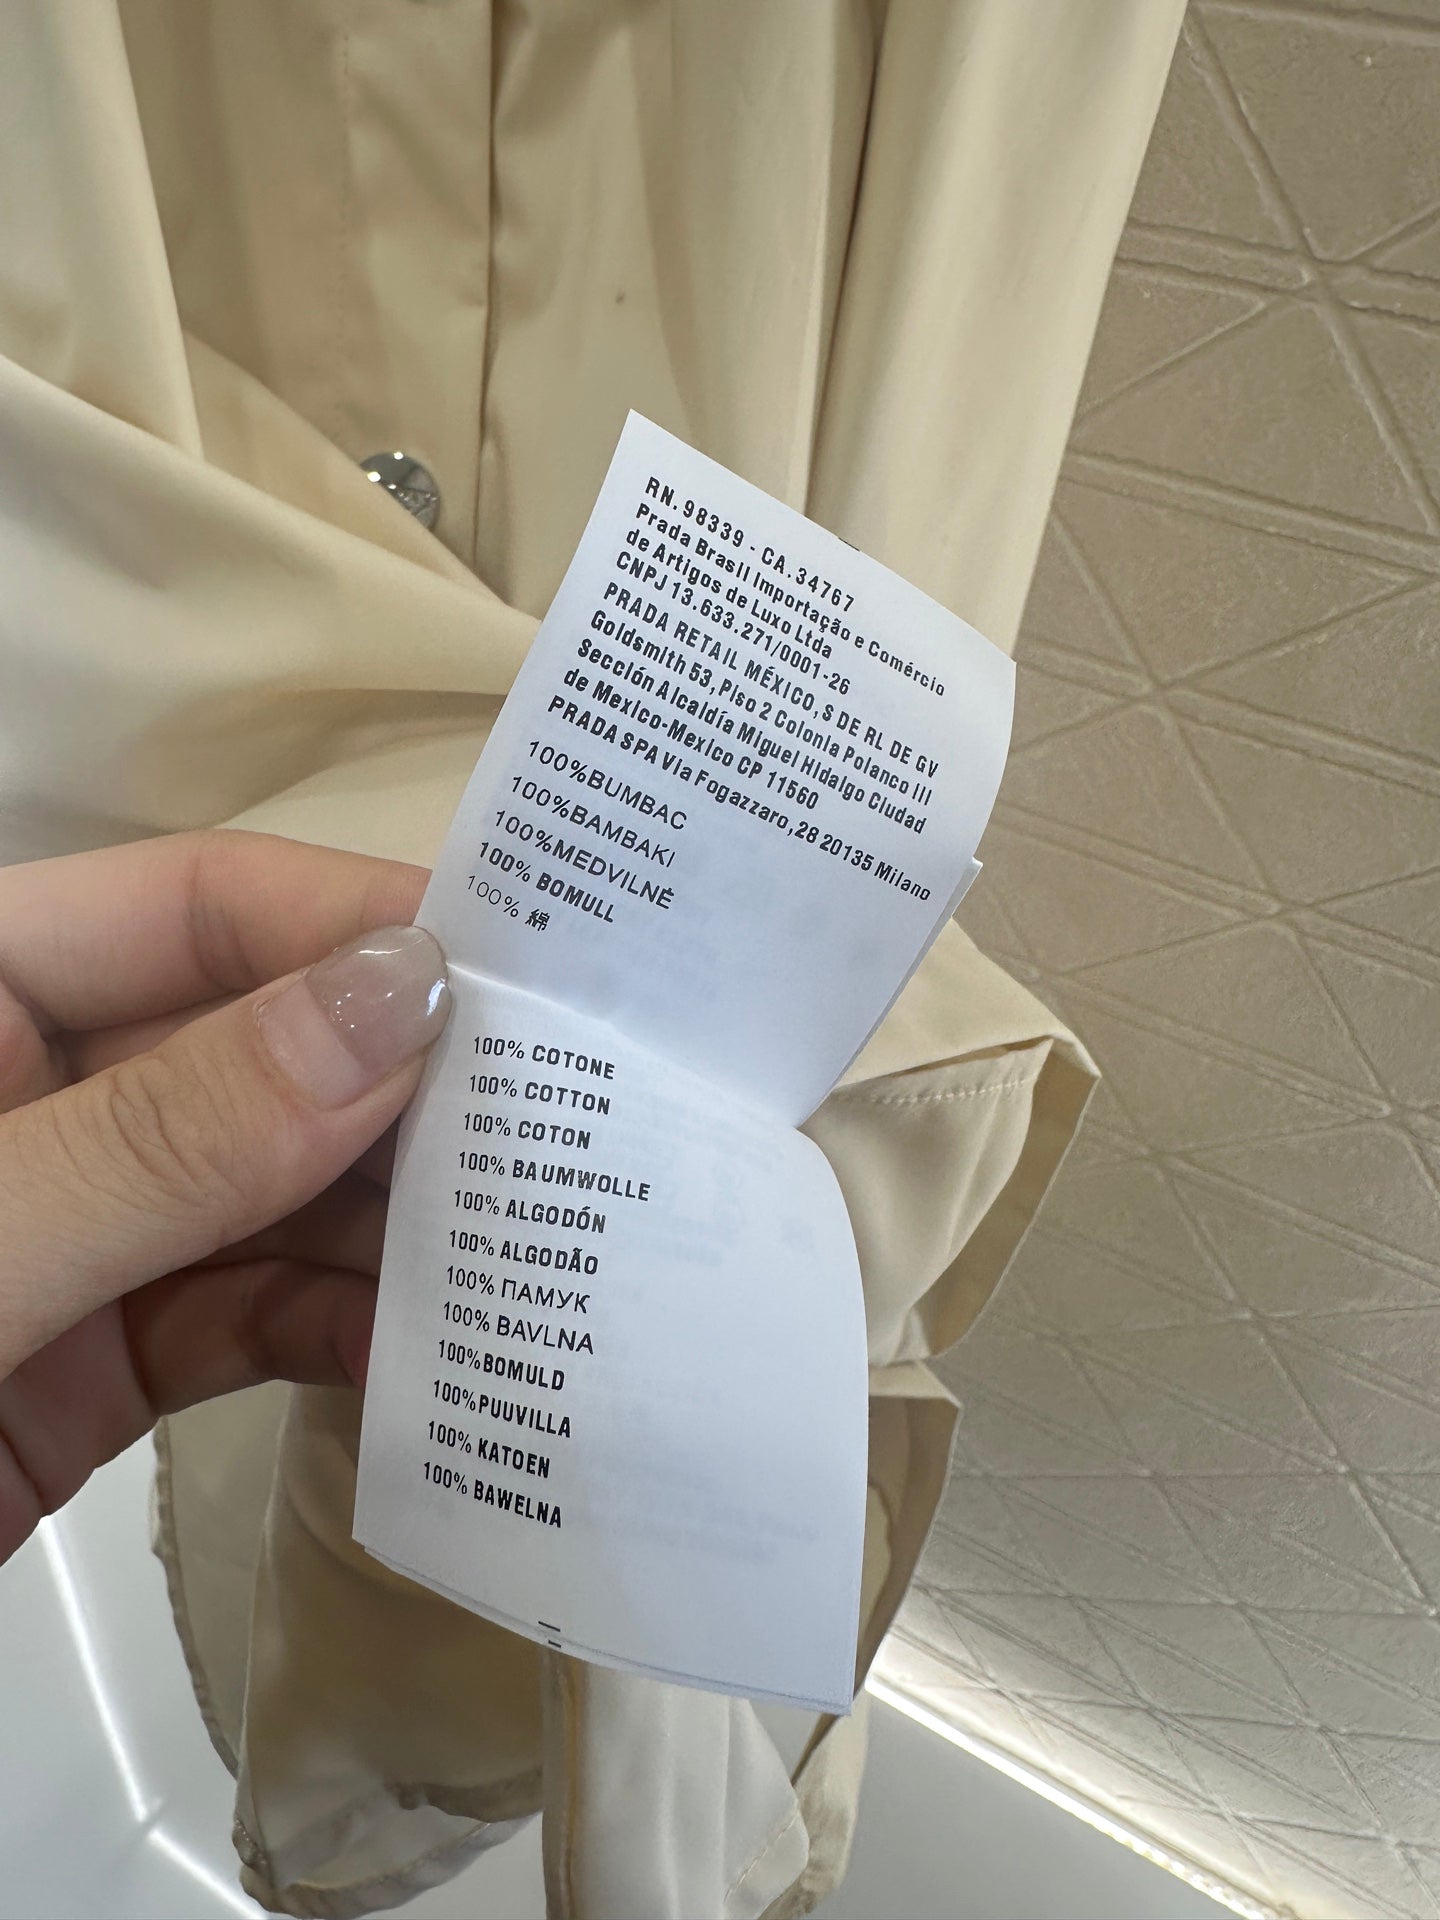 RN. 98339 - CA. 34767
Prada Brasil Importação e Comércio
de Artigos de Luxo Ltda
CNPJ 13.633.271/0001-26
PRADA RETAIL MÉXICO, S DE RL DE GV
Goldsmith 53, Piso 2 Colonia Polanco III
Sección Alcaldía Miguel Hidalgo Ciudad
de Mexico-Mexico CP 11560
PRADA SPA Via Fogazzaro, 28 20135 Milano
100%BUMBAC
100%BAMBAKI
100%MEDVILNĖ
100% BOMULL
100% 綿
100% COTONE
100% COTTON
100% COTON
100% BAUMWOLLE
100% ALGODÓN
100% ALGODÃO
100% ПАМУК
100% BAVLNA
100%BOMULD
100%PUUVILLA
100% KATOEN
100% BAWELNA